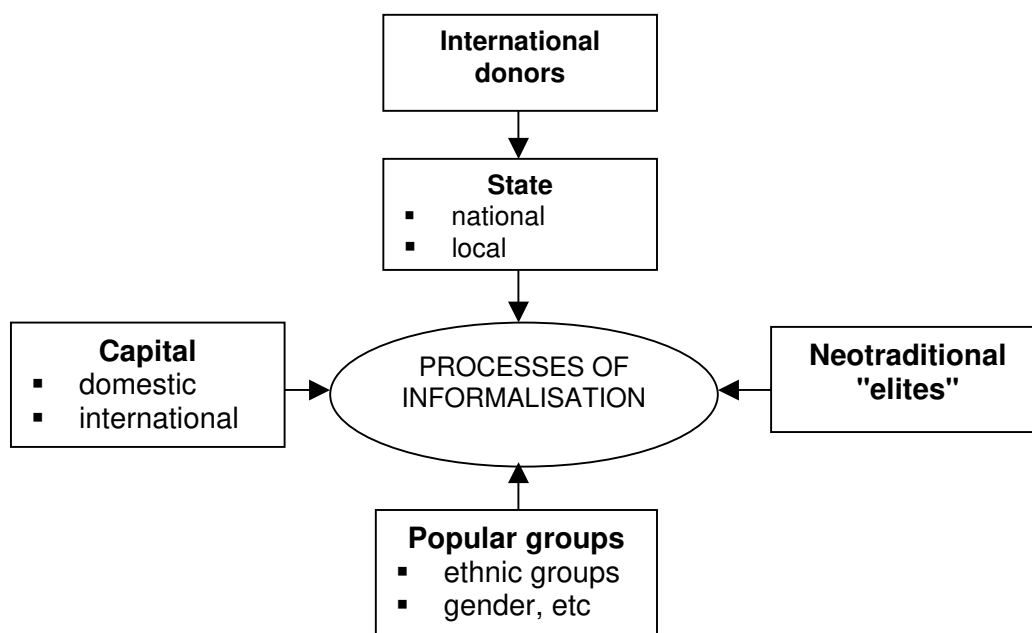 International
donors
State
▪ national
▪ local
Capital
▪ domestic
▪ international
PROCESSES OF
INFORMALISATION
Neotraditional
"elites"
Popular groups
▪ ethnic groups
▪ gender, etc